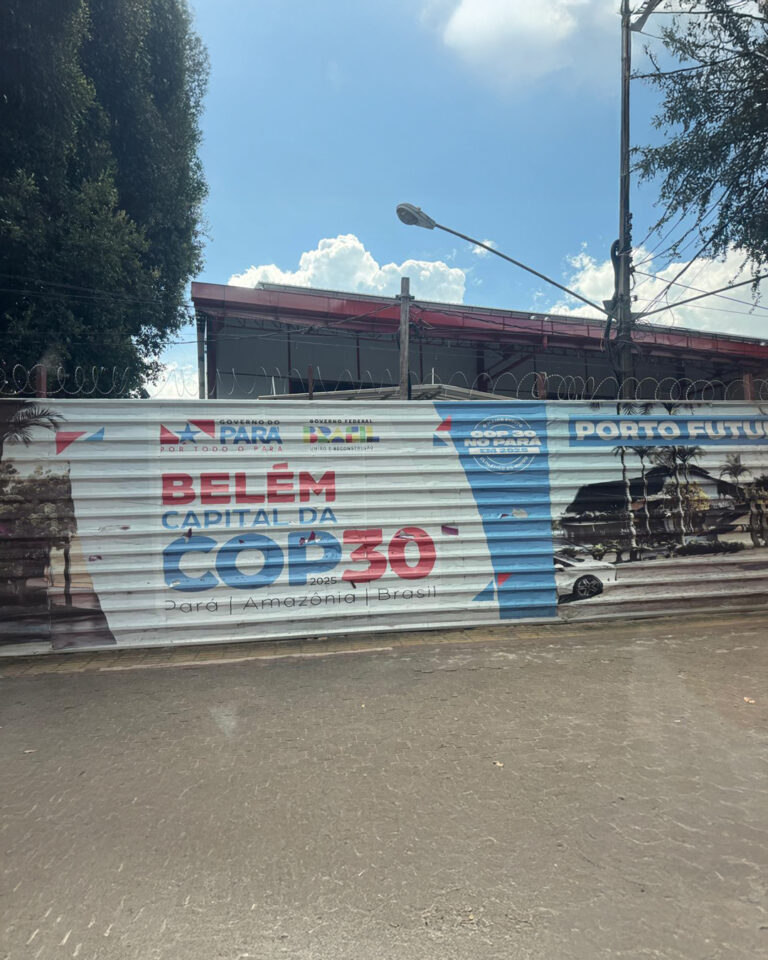 GOVERNO DO
PARÁ
POR TODO O PARÁ
GOVERNO FEDERAL
BRASIL
UNIÃO E RECONSTRUÇÃO
BELÉM
CAPITAL DA
COP30
2025
Pará | Amazônia | Brasil
COP-30
NO PARÁ
EM 2025
PORTO FUTU